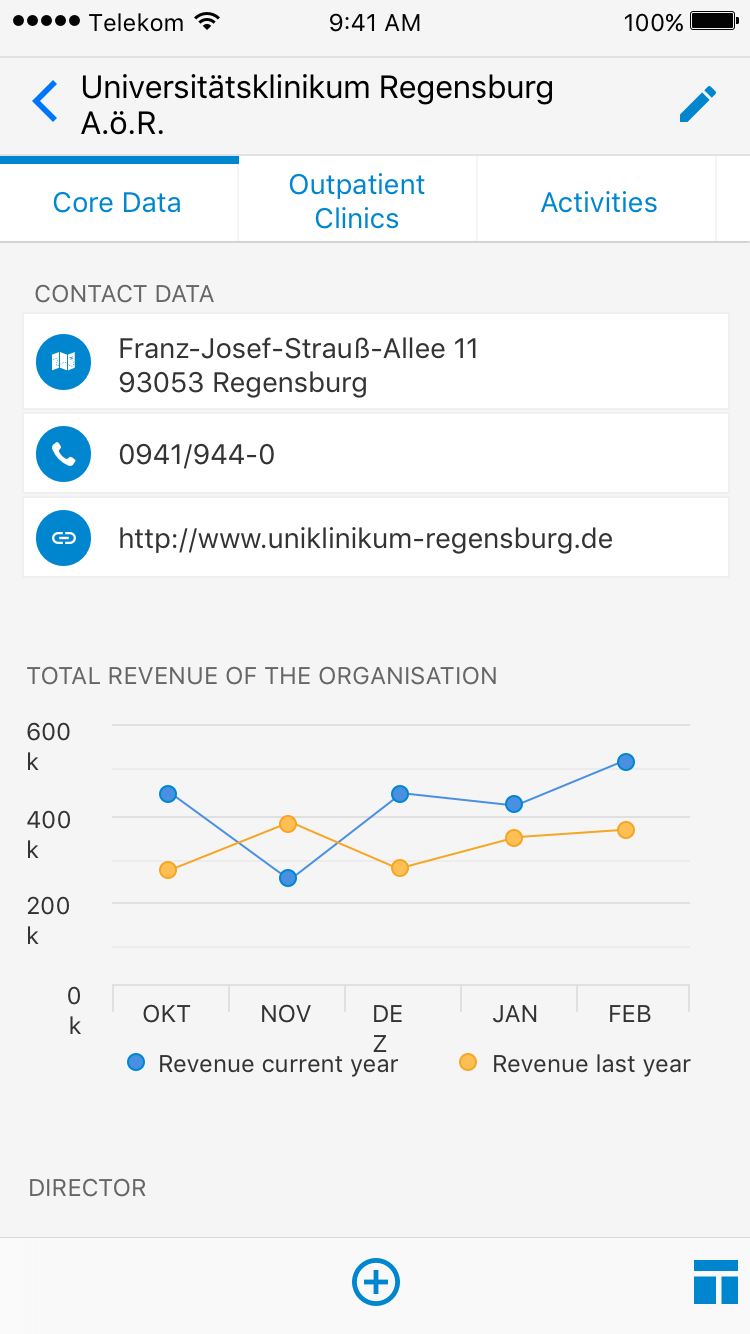 Telekom 9:41 AM 100%
Universitätsklinikum Regensburg
A.ö.R.
Core Data
Outpatient
Clinics
Activities
CONTACT DATA
Franz-Josef-Strauß-Allee 11
93053 Regensburg
0941/944-0
http://www.uniklinikum-regensburg.de
TOTAL REVENUE OF THE ORGANISATION
600
k
400
k
200
k
0
k
OKT
NOV
DE
Z
JAN
FEB
Revenue current year
Revenue last year
DIRECTOR